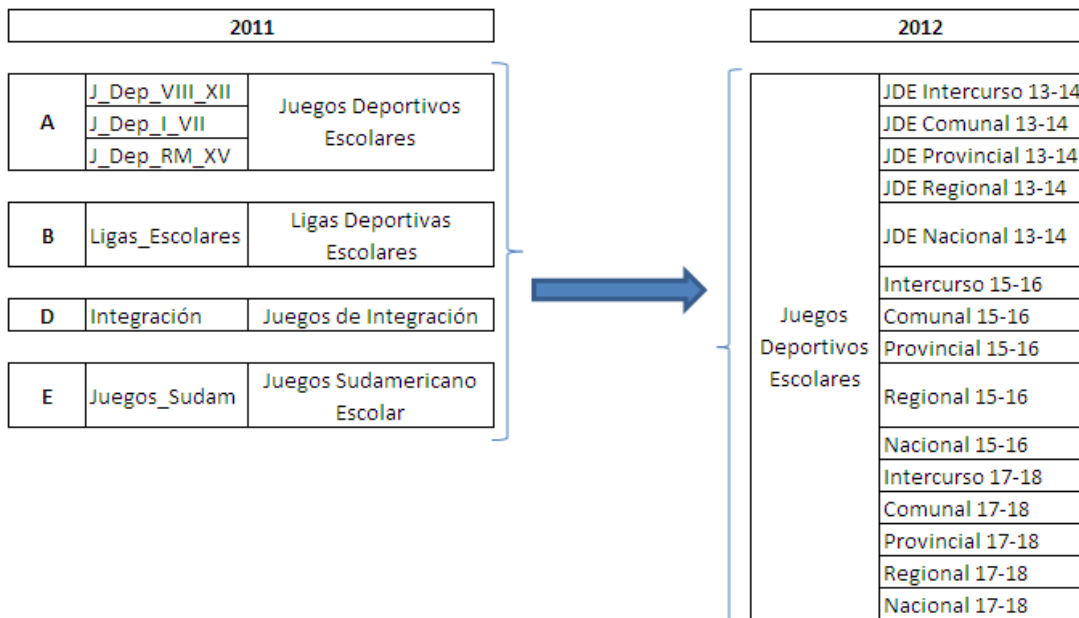 2011
A
J_Dep_VIII_XII
J_Dep_I_VII
J_Dep_RM_XV
Juegos Deportivos
Escolares
B
Ligas_Escolares
Ligas Deportivas
Escolares
D
Integración
Juegos de Integración
E
Juegos_Sudam
Juegos Sudamericano
Escolar
2012
Juegos
Deportivos
Escolares
JDE Intercurso 13-14
JDE Comunal 13-14
JDE Provincial 13-14
JDE Regional 13-14
JDE Nacional 13-14
Intercurso 15-16
Comunal 15-16
Provincial 15-16
Regional 15-16
Nacional 15-16
Intercurso 17-18
Comunal 17-18
Provincial 17-18
Regional 17-18
Nacional 17-18